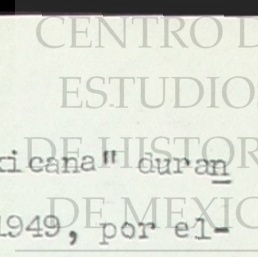 CENTRO D
ESTUDIO
DE HISTOR
DE MEXIC
xicana" duran
1949, por el-